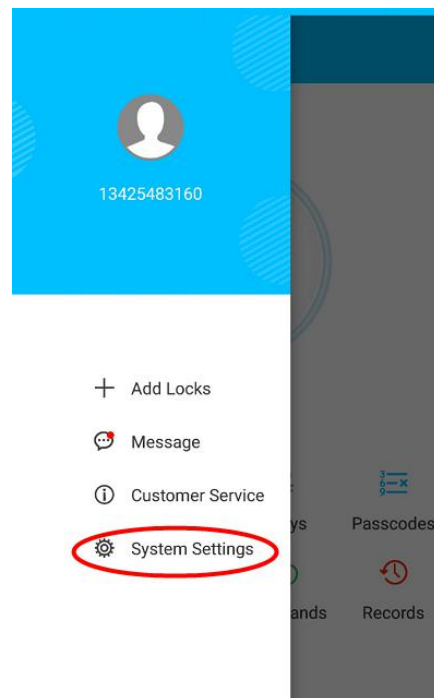 13425483160
Add Locks
Message
Customer Service
System Settings
ys
Passcodes
ands
Records